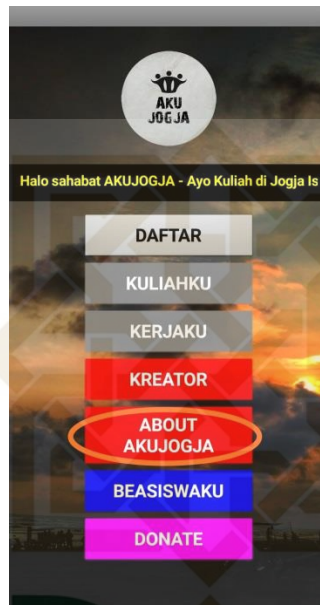 AKU
JOGJA
Halo sahabat AKUJOGJA - Ayo Kuliah di Jogja Is
DAFTAR
KULIAHKU
KERJAKU
KREATOR
ABOUT
AKUJOGJA
BEASISWAKU
DONATE